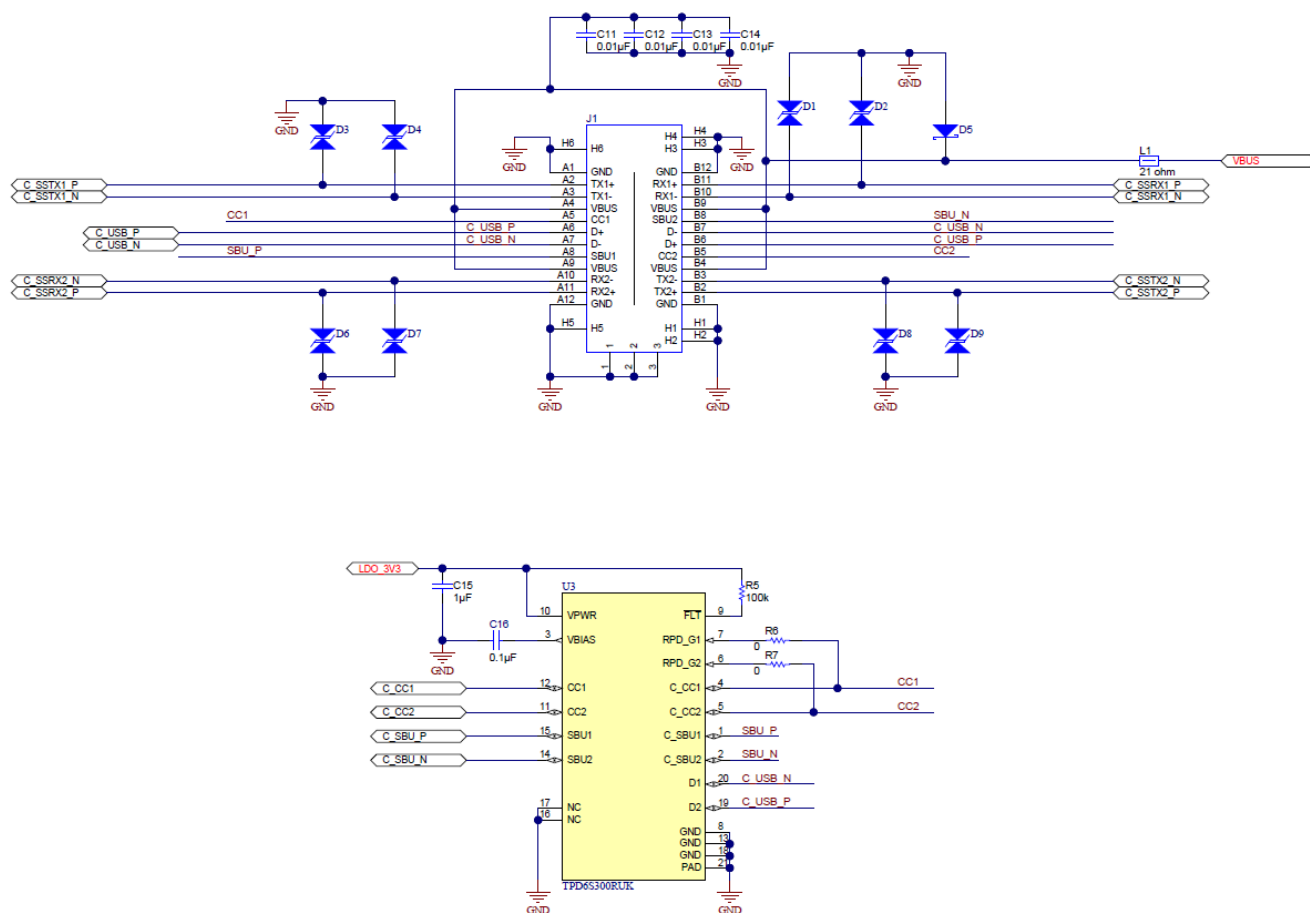 C11 C12 C13 C14
0.01µF 0.01µF 0.01µF 0.01µF
GND
GND
D1 D2
GND
D3 D4
J1
D5
GND
H6 H6
H4 H4
H3 H3
GND
L1
21 ohm
VBUS
A1 GND
B12 GND
C_SSTX1_P A2 TX1+
RX1+ B11 C_SSRX1_P
C_SSTX1_N A3 TX1-
RX1- B10 C_SSRX1_N
A4 VBUS
VBUS B9
CC1 A5 CC1
SBU2 B8 SBU_N
C_USB_P C_USB_P A6 D+
D- B7 C_USB_N
C_USB_N C_USB_N A7 D-
D+ B6 C_USB_P
SBU_P A8 SBU1
CC2 B5 CC2
A9 VBUS
VBUS B4
C_SSRX2_N A10 RX2-
TX2- B3 C_SSTX2_N
C_SSRX2_P A11 RX2+
TX2+ B2 C_SSTX2_P
A12 GND
GND B1
H5 H5
H1 H1
H2 H2
D6 D7
D8 D9
1 2 3
1 2 3
GND GND GND GND
LDO_3V3
C15
1µF
U3
R5
100k
10 VPWR
FLT 9
C16
0.1µF
3 VBIAS
RPD_G1 7 R6
0
GND
RPD_G2 6 R7
0
C_CC1 12 CC1
C_CC1 4 CC1
C_CC2 11 CC2
C_CC2 5 CC2
C_SBU_P 15 SBU1
C_SBU1 1 SBU_P
C_SBU_N 14 SBU2
C_SBU2 2 SBU_N
D1 20 C_USB_N
17 NC
D2 19 C_USB_P
16 NC
GND 8
GND 13
GND 18
PAD 21
TPD6S300RUK
GND GND